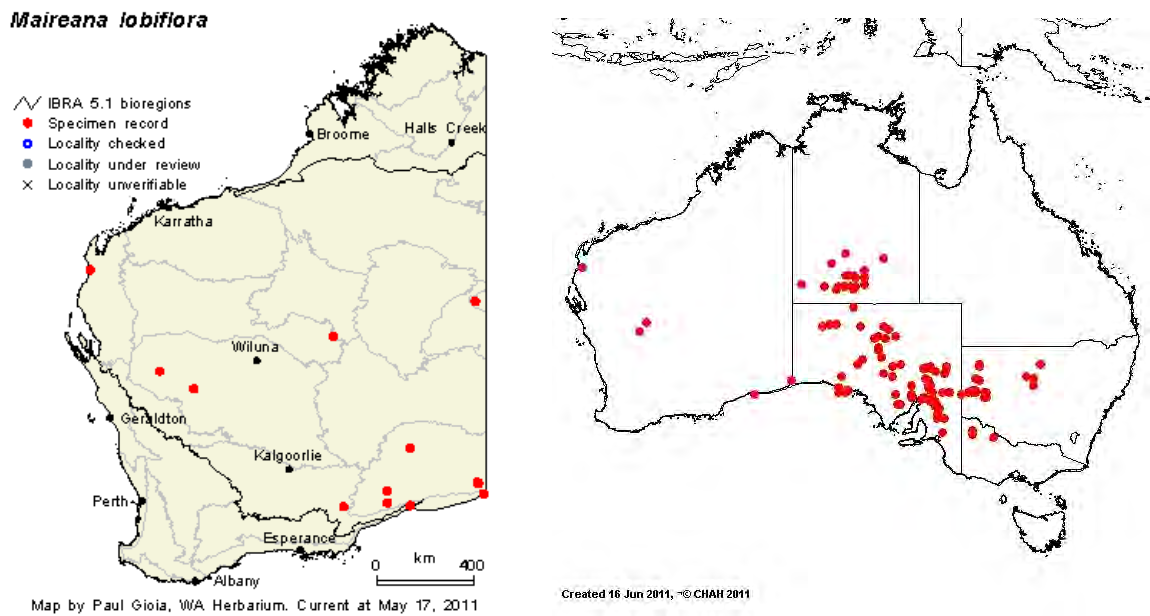 Maireana lobiflora
IBRA 5.1 bioregions
Specimen record
Locality checked
Locality under review
Locality unverifiable
Broome
Halls Creek
Karratha
Wiluna
Geraldton
Kalgoorlie
Perth
Esperance
Albany
km
0 400
Map by Paul Gioia, WA Herbarium. Current at May 17, 2011
Created 16 Jun 2011, ¬© CHAH 2011